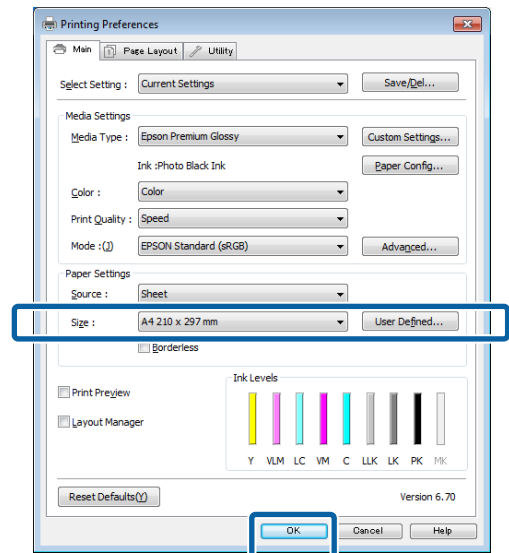 Printing Preferences
Main Page Layout Utility
Select Setting : Current Settings Save/Del...
Media Settings
Media Type : Epson Premium Glossy Custom Settings...
Ink :Photo Black Ink Paper Config...
Color : Color
Print Quality : Speed
Mode :(J) EPSON Standard (sRGB) Advanced...
Paper Settings
Source : Sheet
Size : A4 210 x 297 mm User Defined...
Borderless
Print Preview
Layout Manager
Ink Levels
Y VLM LC VM C LLK LK PK MK
Reset Defaults(Y) Version 6.70
OK Cancel Help